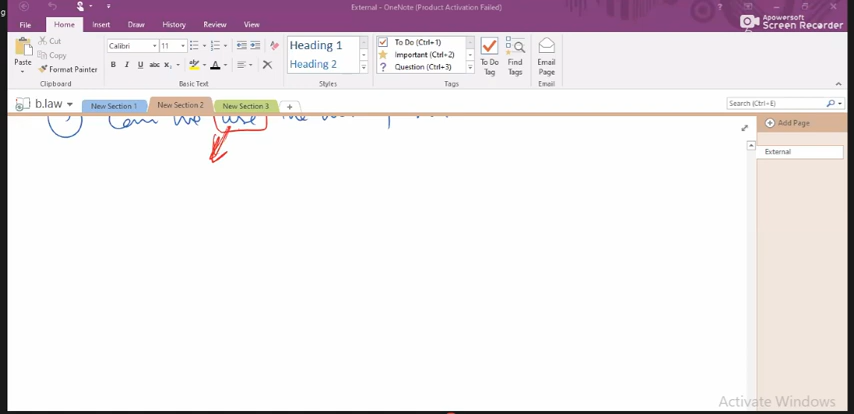 External - OneNote (Product Activation Failed)
Apowersoft
Screen Recorder
File Home Insert Draw History Review View
Paste Cut Copy Format Painter
Clipboard
Calibri 11
B I U abc x₂ A
Basic Text
Heading 1
Heading 2
Styles
To Do (Ctrl+1)
Important (Ctrl+2)
? Question (Ctrl+3)
Tags
To Do Tag
Find Tags
Email Page
Email
b.law New Section 1 New Section 2 New Section 3 +
Search (Ctrl+E)
Add Page
External
use
Activate Windows